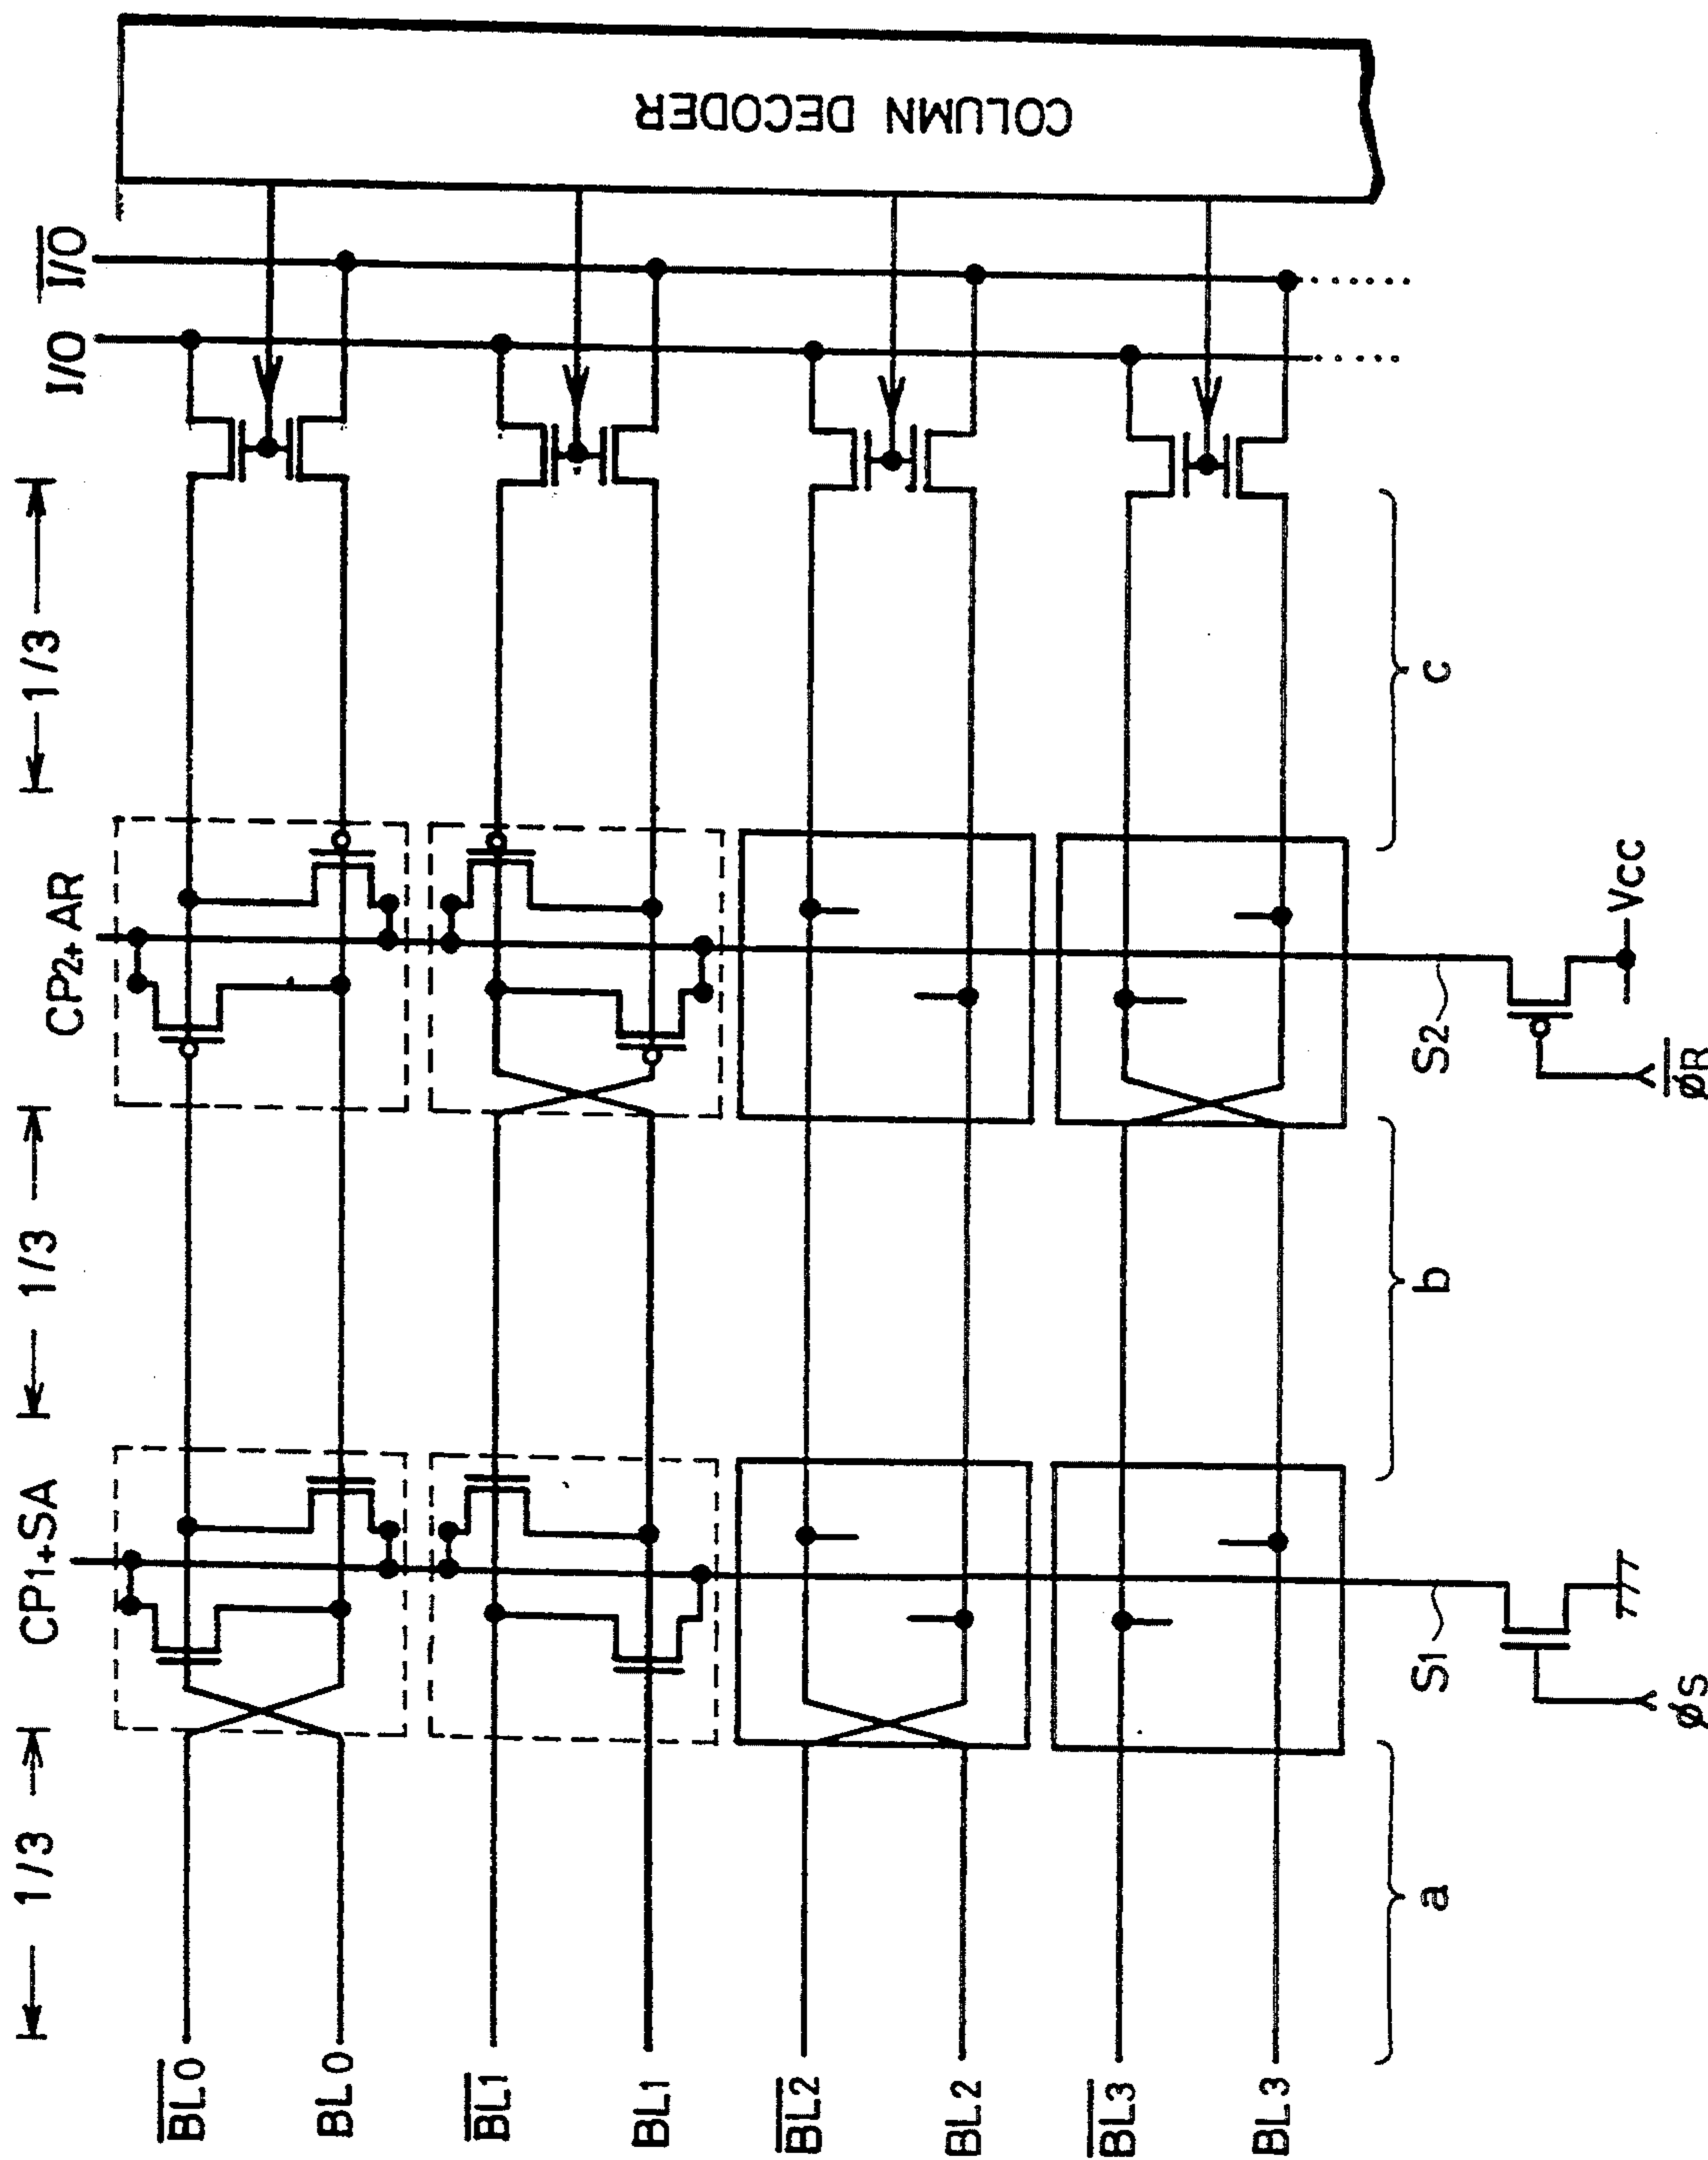 COLUMN DECODER
I/O
I/O
1/3
CP2+AR
1/3
CP1+SA
1/3
c
b
a
S2
VCC
φR
S1
φS
BL0
BL0
BL1
BL1
BL2
BL2
BL3
BL3